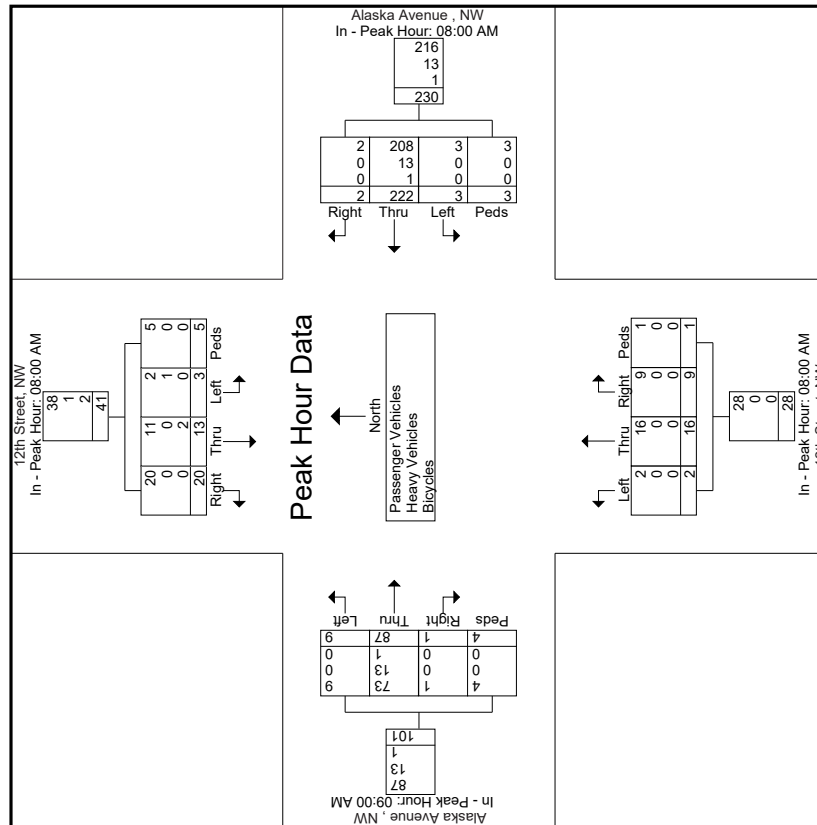 Alaska Avenue , NW
In - Peak Hour: 08:00 AM
216
13
1
230
2 208 3 3
0 13 0 0
0 1 0 0
2 222 3 3
Right Thru Left Peds
12th Street, NW
In - Peak Hour: 08:00 AM
38
1
2
41
5 0 0 5 Peds
2 1 0 3 Left
11 0 2 13 Thru
20 0 0 20 Right
Peak Hour Data
North
Passenger Vehicles
Heavy Vehicles
Bicycles
1 0 0 1 Peds
9 0 0 9 Right
16 0 0 16 Thru
2 0 0 2 Left
28
0
0
28
In - Peak Hour: 08:00 AM
Left Thru Right Peds
9 87 1 4
0 1 0 0
0 13 0 0
9 73 1 4
101
1
13
87
In - Peak Hour: 09:00 AM
Alaska Avenue , NW